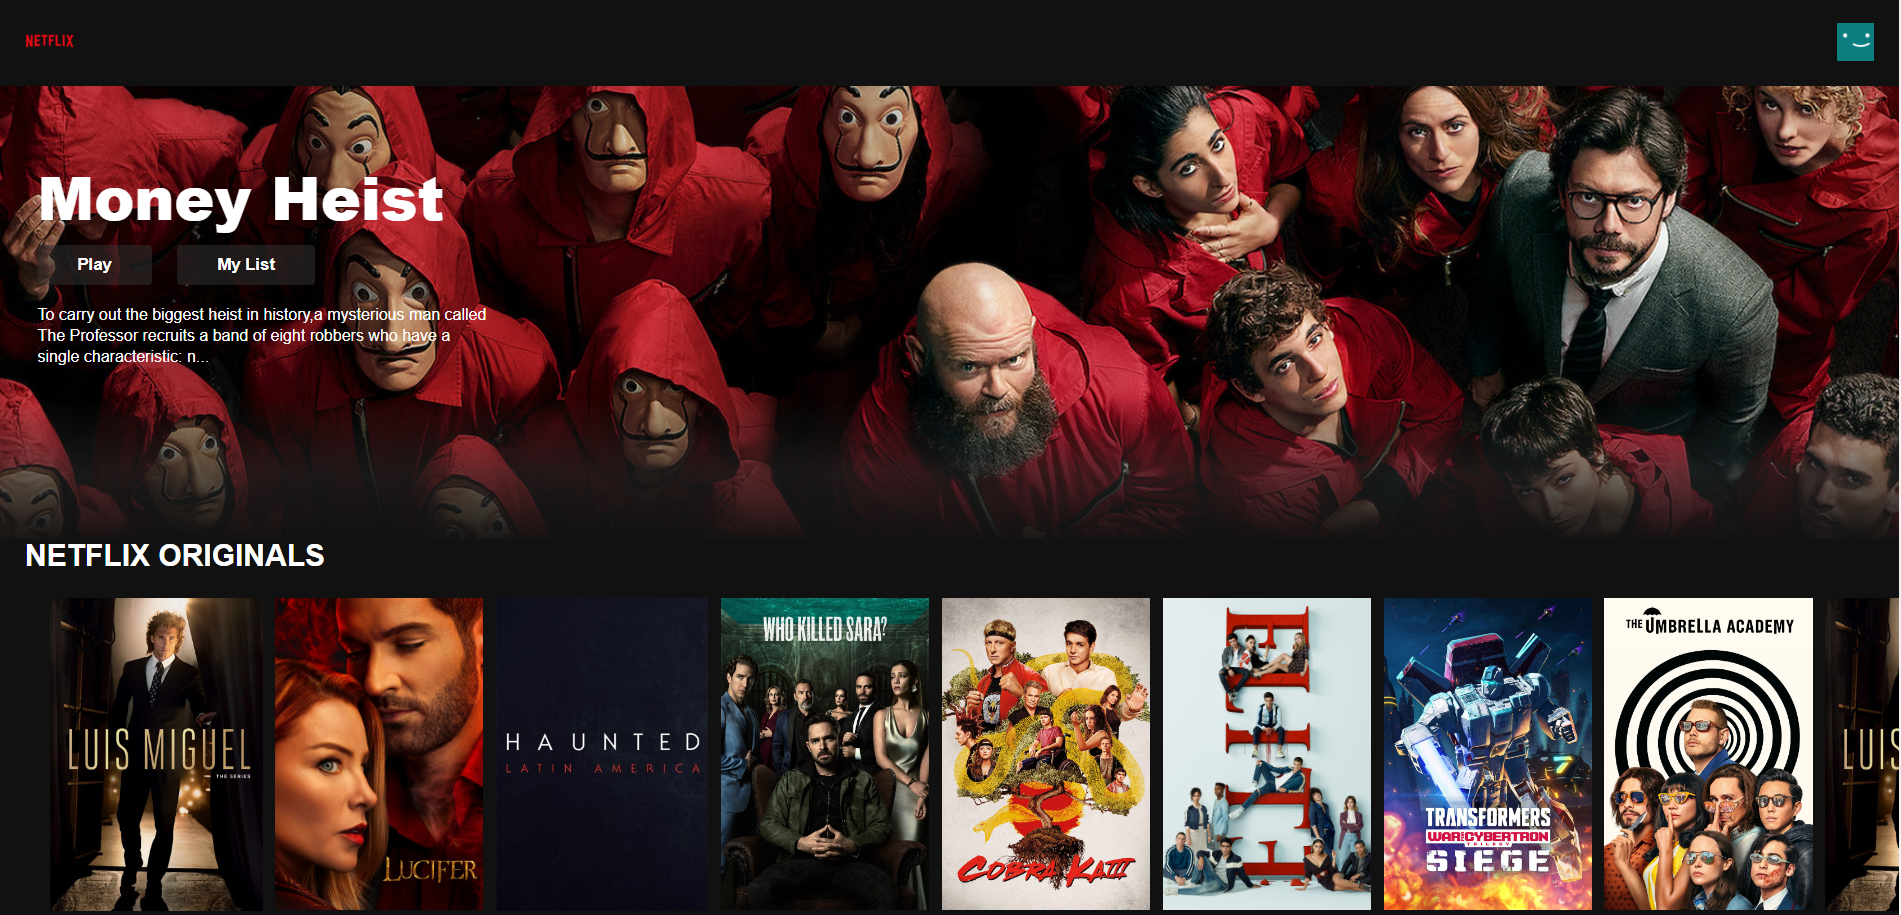 NETFLIX
Money Heist
Play
My List
To carry out the biggest heist in history,a mysterious man called
The Professor recruits a band of eight robbers who have a
single characteristic: n...
NETFLIX ORIGINALS
LUIS MIGUEL
THE SERIES
LUCIFER
HAUNTED
LATIN AMERICA
WHO KILLED SARA?
COBRA KAI III
ELITE
TRANSFORMERS
WAR FOR CYBERTRON
TRILOGY
SIEGE
THE UMBRELLA ACADEMY
LUIS